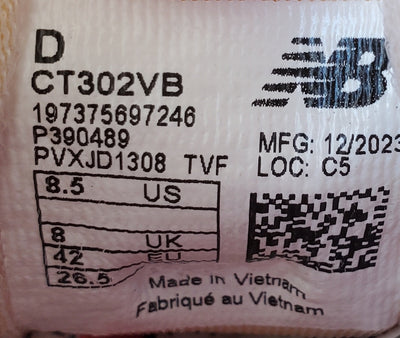 D
NB
CT302VB
197375697246
P390489
MFG: 12/2023
PVXJD1308 TVF
LOC: C5
8.5 US
8 UK
42 EU
26.5
Made in Vietnam
Fabriqué au Vietnam